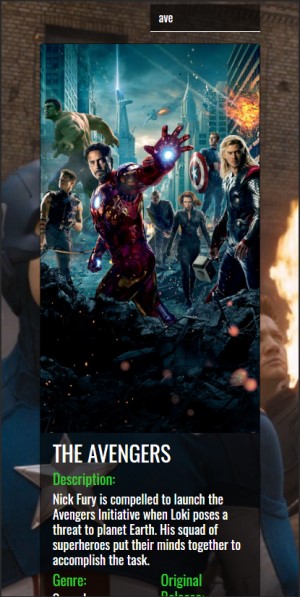 ave
THE AVENGERS
Description:
Nick Fury is compelled to launch the
Avengers Initiative when Loki poses a
threat to planet Earth. His squad of
superheroes put their minds together to
accomplish the task.
Genre:
Original
Release: